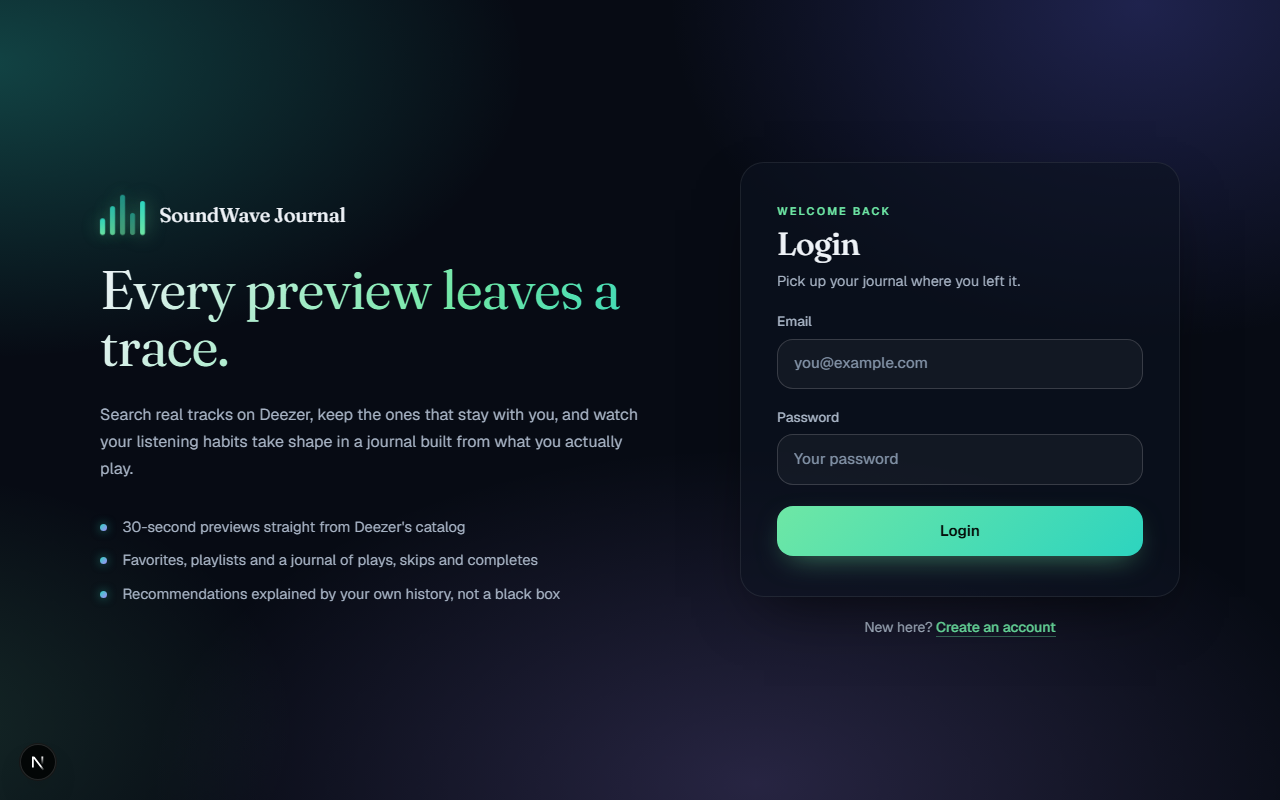 SoundWave Journal
Every preview leaves a
trace.
Search real tracks on Deezer, keep the ones that stay with you, and watch
your listening habits take shape in a journal built from what you actually
play.
30-second previews straight from Deezer's catalog
Favorites, playlists and a journal of plays, skips and completes
Recommendations explained by your own history, not a black box
WELCOME BACK
Login
Pick up your journal where you left it.
Email
you@example.com
Password
Your password
Login
New here? Create an account
N